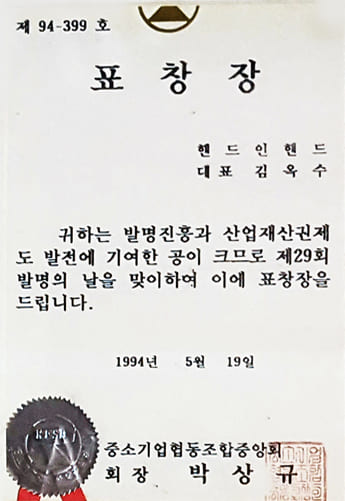 제 94-399 호
표 창 장
핸 드 인 핸 드
대 표 김 옥 수
귀하는 발명진흥과 산업재산권제
도 발전에 기여한 공이 크므로 제29회
발명의 날을 맞이하여 이에 표창장을
드립니다.
1994년 5월 19일
중소기업협동조합중앙회
회 장 박 상 규